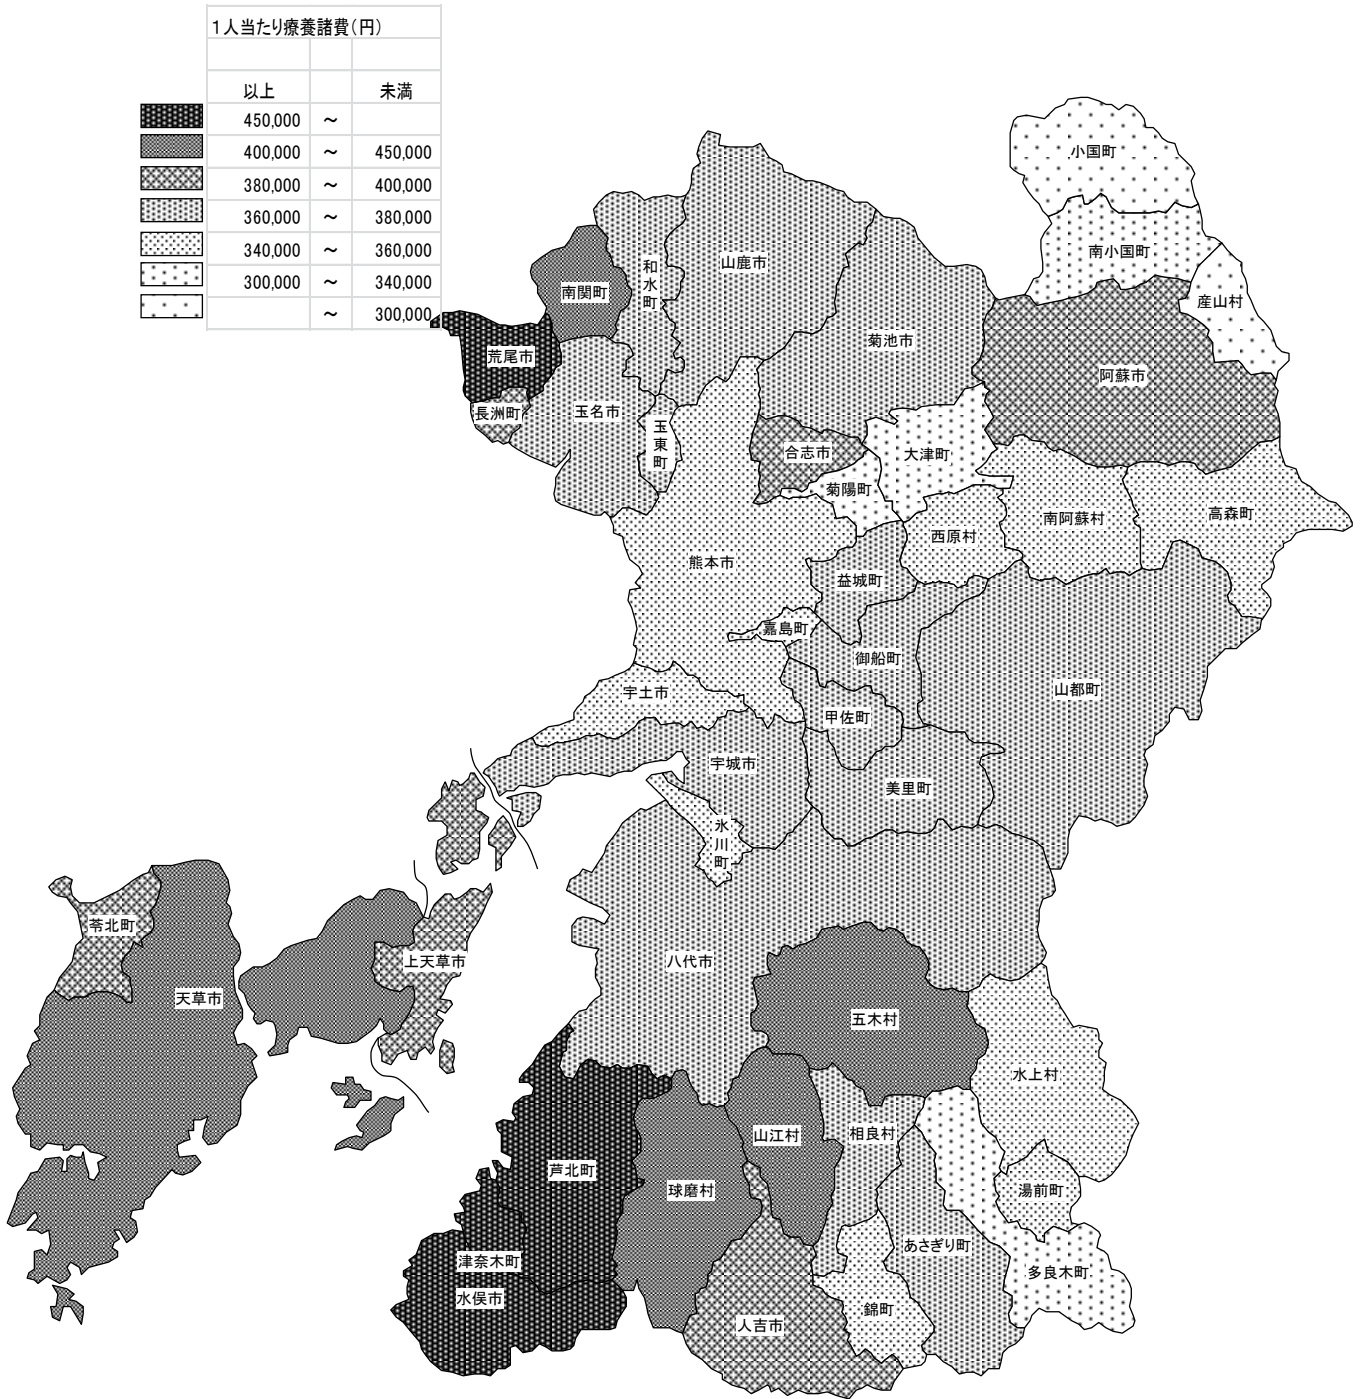 1人当たり療養諸費(円)
以上 未満
450,000 ～
400,000 ～ 450,000
380,000 ～ 400,000
360,000 ～ 380,000
340,000 ～ 360,000
300,000 ～ 340,000
～ 300,000
小国町
南小国町
産山村
山鹿市
和水町
南関町
菊池市
荒尾市
阿蘇市
長洲町
玉名市
玉東町
合志市
大津町
菊陽町
高森町
南阿蘇村
西原村
熊本市
益城町
嘉島町
御船町
山都町
宇土市
甲佐町
宇城市
美里町
氷川町
苓北町
上天草市
八代市
天草市
五木村
水上村
山江村
相良村
芦北町
球磨村
湯前町
あさぎり町
津奈木町
多良木町
水俣市
錦町
人吉市